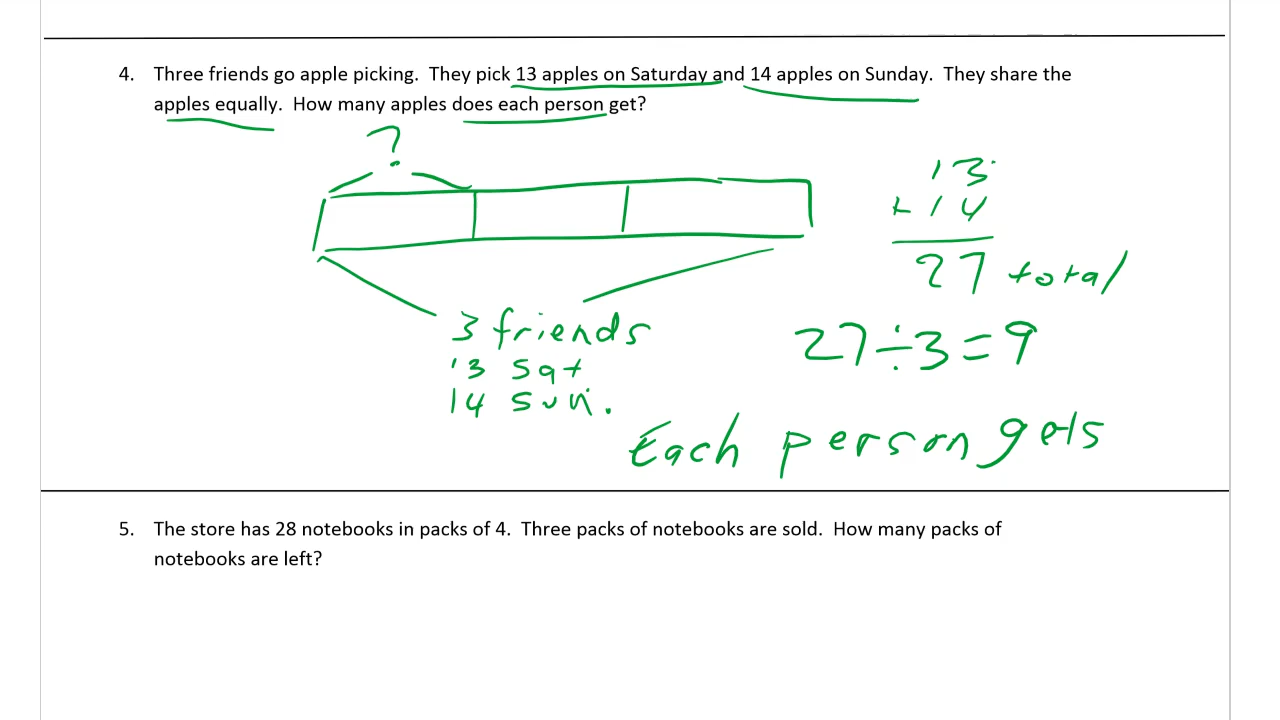 4. Three friends go apple picking. They pick 13 apples on Saturday and 14 apples on Sunday. They share the
apples equally. How many apples does each person get?
?
13
+ 14
27 total
3 friends
13 Sat
14 Sun.
27 ÷ 3 = 9
Each person gets
5. The store has 28 notebooks in packs of 4. Three packs of notebooks are sold. How many packs of
notebooks are left?